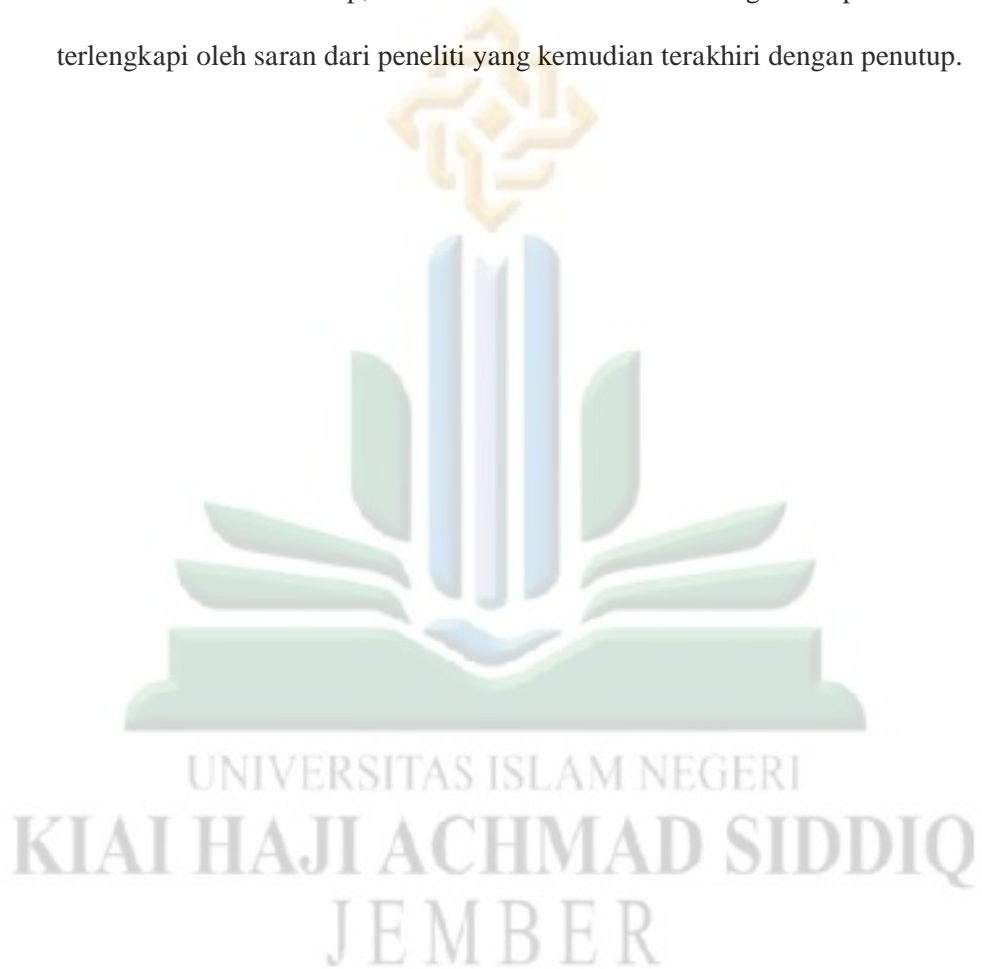 terlengkapi oleh saran dari peneliti yang kemudian terakhiri dengan penutup.
UNIVERSITAS ISLAM NEGERI
KIAI HAJI ACHMAD SIDDIQ
JEMBER